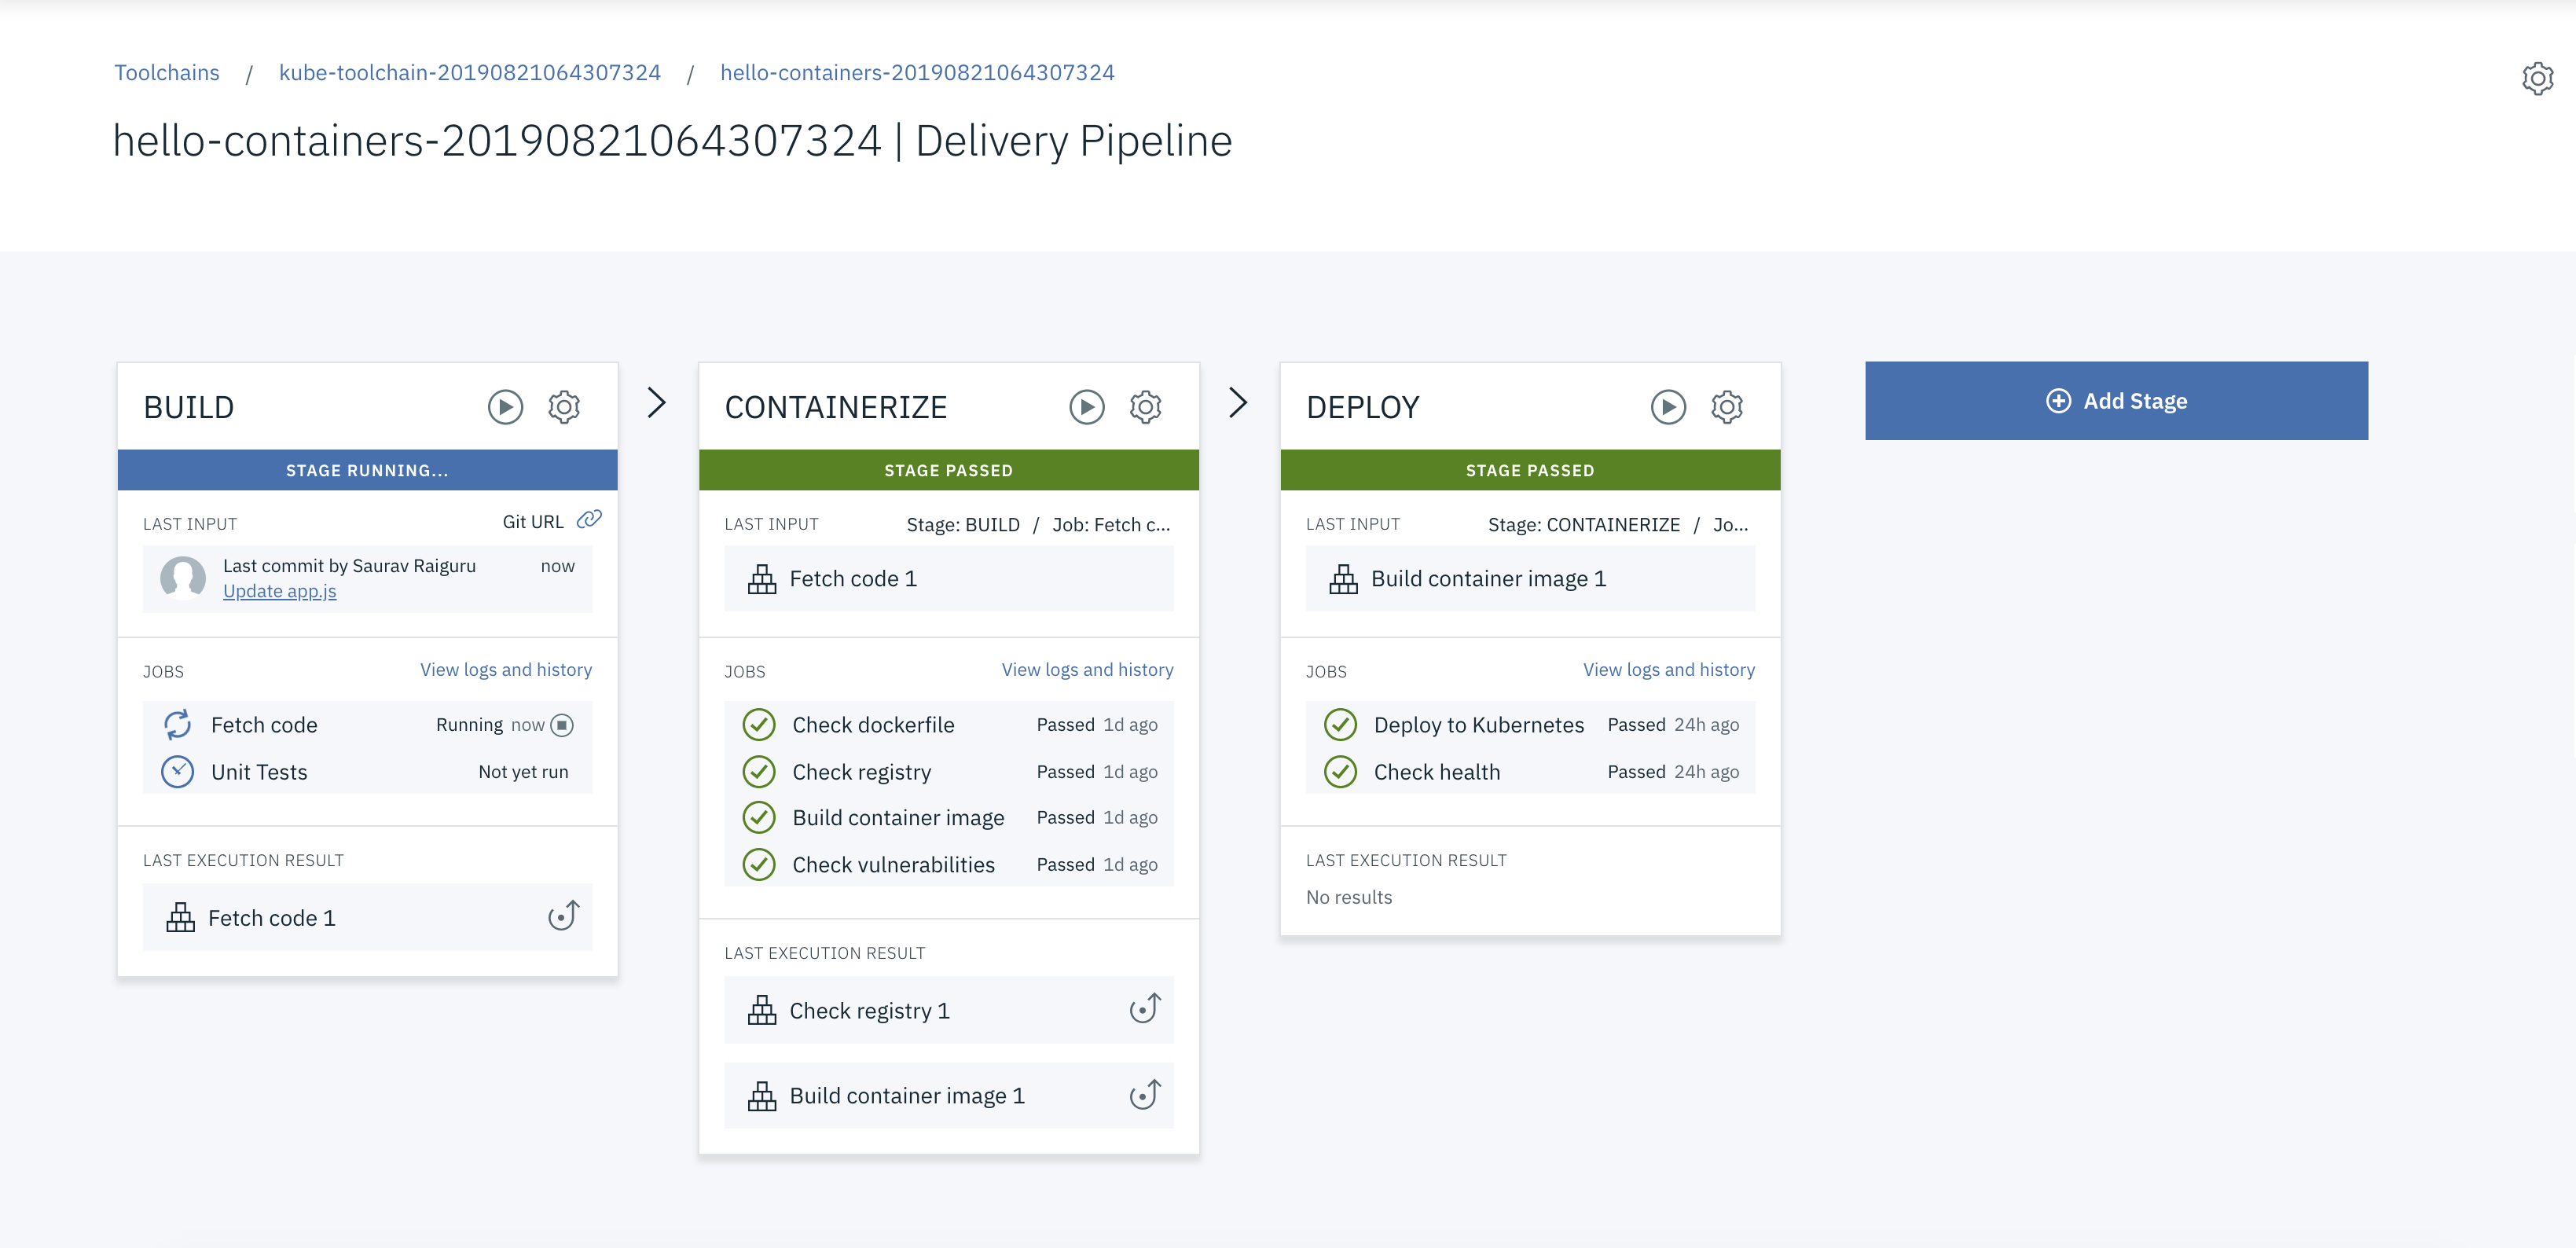 Toolchains / kube-toolchain-20190821064307324 / hello-containers-20190821064307324
hello-containers-20190821064307324 | Delivery Pipeline
BUILD
STAGE RUNNING...
LAST INPUT Git URL
Last commit by Saurav Raiguru now
Update app.js
JOBS View logs and history
Fetch code Running now
Unit Tests Not yet run
LAST EXECUTION RESULT
Fetch code 1
CONTAINERIZE
STAGE PASSED
LAST INPUT Stage: BUILD / Job: Fetch c...
Fetch code 1
JOBS View logs and history
Check dockerfile Passed 1d ago
Check registry Passed 1d ago
Build container image Passed 1d ago
Check vulnerabilities Passed 1d ago
LAST EXECUTION RESULT
Check registry 1
Build container image 1
DEPLOY
STAGE PASSED
LAST INPUT Stage: CONTAINERIZE / Jo...
Build container image 1
JOBS View logs and history
Deploy to Kubernetes Passed 24h ago
Check health Passed 24h ago
LAST EXECUTION RESULT
No results
Add Stage